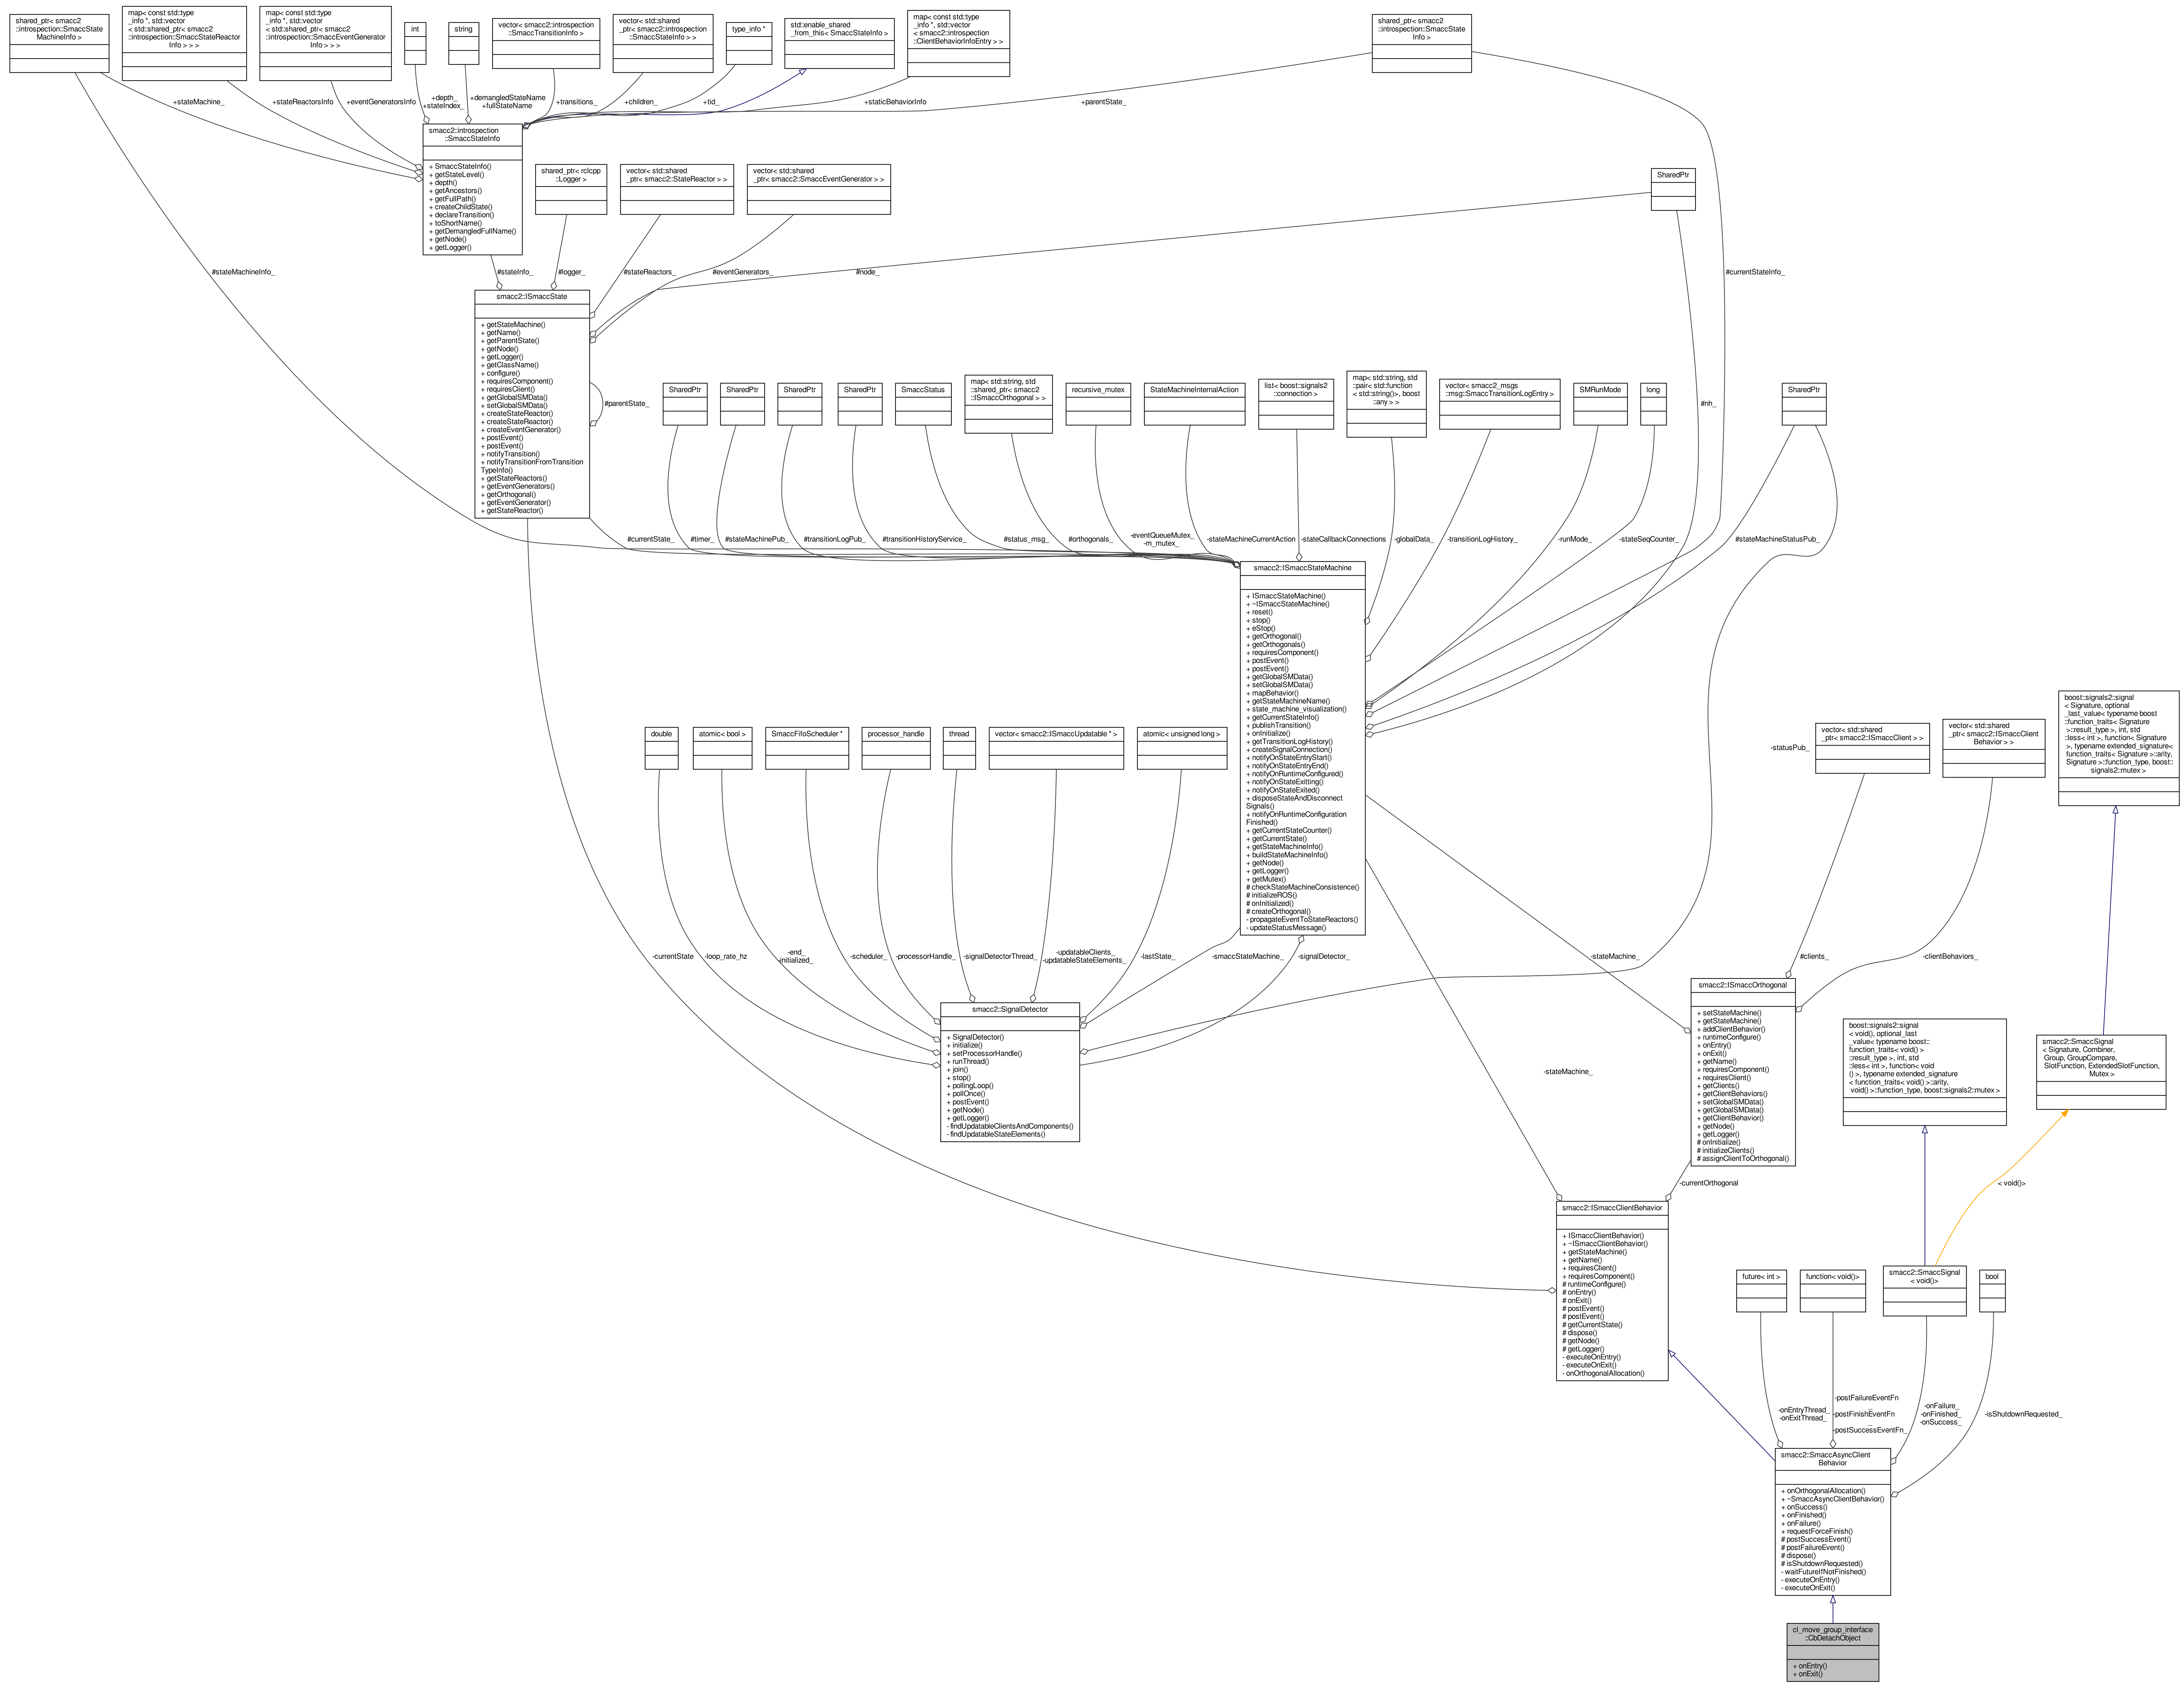 shared_ptr< smacc2
::introspection::SmaccState
MachineInfo >
map< const std::type
_info *, std::vector
< std::shared_ptr< smacc2
::introspection::SmaccStateReactor
Info > > >
map< const std::type
_info *, std::vector
< std::shared_ptr< smacc2
::introspection::SmaccEventGenerator
Info > > >
int
string
vector< smacc2::introspection
::SmaccTransitionInfo >
vector< std::shared
_ptr< smacc2::introspection
::SmaccStateInfo > >
type_info *
std::enable_shared
_from_this< SmaccStateInfo >
map< const std::type
_info *, std::vector
< smacc2::introspection
::ClientBehaviorInfoEntry > >
shared_ptr< smacc2
::introspection::SmaccState
Info >
+stateMachine_
+stateReactorsInfo
+eventGeneratorsInfo
+depth_
+stateIndex_
+demangledStateName
+fullStateName
+transitions_
+children_
+tid_
+staticBehaviorInfo
+parentState_
smacc2::introspection
::SmaccStateInfo
+ SmaccStateInfo()
+ getStateLevel()
+ depth()
+ getAncestors()
+ getFullPath()
+ createChildState()
+ declareTransition()
+ toShortName()
+ getDemangledFullName()
+ getNode()
+ getLogger()
shared_ptr< rclcpp
::Logger >
vector< std::shared
_ptr< smacc2::StateReactor > >
vector< std::shared
_ptr< smacc2::SmaccEventGenerator > >
SharedPtr
#stateMachineInfo_
#stateInfo_
#logger_
#stateReactors_
#eventGenerators_
#node_
#currentStateInfo_
smacc2::ISmaccState
+ getStateMachine()
+ getName()
+ getParentState()
+ getNode()
+ getLogger()
+ getClassName()
+ configure()
+ requiresComponent()
+ requiresClient()
+ getGlobalSMData()
+ setGlobalSMData()
+ createStateReactor()
+ createStateReactor()
+ createEventGenerator()
+ postEvent()
+ postEvent()
+ notifyTransition()
+ notifyTransitionFromTransition
TypeInfo()
+ getStateReactors()
+ getEventGenerators()
+ getOrthogonal()
+ getEventGenerator()
+ getStateReactor()
#parentState_
SharedPtr
SharedPtr
SharedPtr
SharedPtr
SmaccStatus
map< std::string, std
::shared_ptr< smacc2
::ISmaccOrthogonal > >
recursive_mutex
StateMachineInternalAction
list< boost::signals2
::connection >
map< std::string, std
::pair< std::function
< std::string()>, boost
::any > >
vector< smacc2_msgs
::msg::SmaccTransitionLogEntry >
SMRunMode
long
#nh_
SharedPtr
#currentState_
#timer_
#stateMachinePub_
#transitionLogPub_
#transitionHistoryService_
#status_msg_
#orthogonals_
-eventQueueMutex_
-m_mutex_
-stateMachineCurrentAction
-stateCallbackConnections
-globalData_
-transitionLogHistory_
-runMode_
-stateSeqCounter_
#stateMachineStatusPub_
smacc2::ISmaccStateMachine
+ ISmaccStateMachine()
+ ~ISmaccStateMachine()
+ reset()
+ stop()
+ eStop()
+ getOrthogonal()
+ getOrthogonals()
+ requiresComponent()
+ postEvent()
+ postEvent()
+ getGlobalSMData()
+ setGlobalSMData()
+ mapBehavior()
+ getStateMachineName()
+ state_machine_visualization()
+ getCurrentStateInfo()
+ publishTransition()
+ onInitialize()
+ getTransitionLogHistory()
+ createSignalConnection()
+ notifyOnStateEntryStart()
+ notifyOnStateEntryEnd()
+ notifyOnRuntimeConfigured()
+ notifyOnStateExitting()
+ notifyOnStateExited()
+ disposeStateAndDisconnect
Signals()
+ notifyOnRuntimeConfiguration
Finished()
+ getCurrentStateCounter()
+ getCurrentState()
+ getStateMachineInfo()
+ buildStateMachineInfo()
+ getNode()
+ getLogger()
+ getMutex()
# checkStateMachineConsistence()
# initializeROS()
# onInitialized()
# createOrthogonal()
- propagateEventToStateReactors()
- updateStatusMessage()
double
atomic< bool >
SmaccFifoScheduler *
processor_handle
thread
vector< smacc2::ISmaccUpdatable * >
atomic< unsigned long >
-statusPub_
vector< std::shared
_ptr< smacc2::ISmaccClient > >
vector< std::shared
_ptr< smacc2::ISmaccClient
Behavior > >
boost::signals2::signal
< Signature, optional
_last_value< typename boost
::function_traits< Signature
>::result_type >, int, std
::less< int >, function< Signature
>, typename extended_signature<
function_traits< Signature >::arity,
Signature >::function_type, boost::
signals2::mutex >
-currentState
-loop_rate_hz
-end_
-initialized_
-scheduler_
-processorHandle_
-signalDetectorThread_
-updatableClients_
-updatableStateElements_
-lastState_
-smaccStateMachine_
-signalDetector_
-stateMachine_
#clients_
-clientBehaviors_
smacc2::SignalDetector
+ SignalDetector()
+ initialize()
+ setProcessorHandle()
+ runThread()
+ join()
+ stop()
+ pollingLoop()
+ pollOnce()
+ postEvent()
+ getNode()
+ getLogger()
- findUpdatableClientsAndComponents()
- findUpdatableStateElements()
smacc2::ISmaccOrthogonal
+ setStateMachine()
+ getStateMachine()
+ addClientBehavior()
+ runtimeConfigure()
+ onEntry()
+ onExit()
+ getName()
+ requiresComponent()
+ requiresClient()
+ getClients()
+ getClientBehaviors()
+ setGlobalSMData()
+ getGlobalSMData()
+ getClientBehavior()
+ getNode()
+ getLogger()
# onInitialize()
# initializeClients()
# assignClientToOrthogonal()
boost::signals2::signal
< void(), optional_last
_value< typename boost::
function_traits< void() >
::result_type >, int, std
::less< int >, function< void
() >, typename extended_signature
< function_traits< void() >::arity,
void() >::function_type, boost::signals2::mutex >
smacc2::SmaccSignal
< Signature, Combiner,
Group, GroupCompare,
SlotFunction, ExtendedSlotFunction,
Mutex >
-stateMachine_
-currentOrthogonal
< void()>
smacc2::ISmaccClientBehavior
+ ISmaccClientBehavior()
+ ~ISmaccClientBehavior()
+ getStateMachine()
+ getName()
+ requiresClient()
+ requiresComponent()
# runtimeConfigure()
# onEntry()
# onExit()
# postEvent()
# postEvent()
# getCurrentState()
# dispose()
# getNode()
# getLogger()
- executeOnEntry()
- executeOnExit()
- onOrthogonalAllocation()
future< int >
function< void()>
smacc2::SmaccSignal
< void()>
bool
-onEntryThread_
-onExitThread_
-postFailureEventFn
_
-postFinishEventFn
_
-postSuccessEventFn_
-onFailure_
-onFinished_
-onSuccess_
-isShutdownRequested_
smacc2::SmaccAsyncClient
Behavior
+ onOrthogonalAllocation()
+ ~SmaccAsyncClientBehavior()
+ onSuccess()
+ onFinished()
+ onFailure()
+ requestForceFinish()
# postSuccessEvent()
# postFailureEvent()
# dispose()
# isShutdownRequested()
- waitFutureIfNotFinished()
- executeOnEntry()
- executeOnExit()
cl_move_group_interface
::CbDetachObject
+ onEntry()
+ onExit()